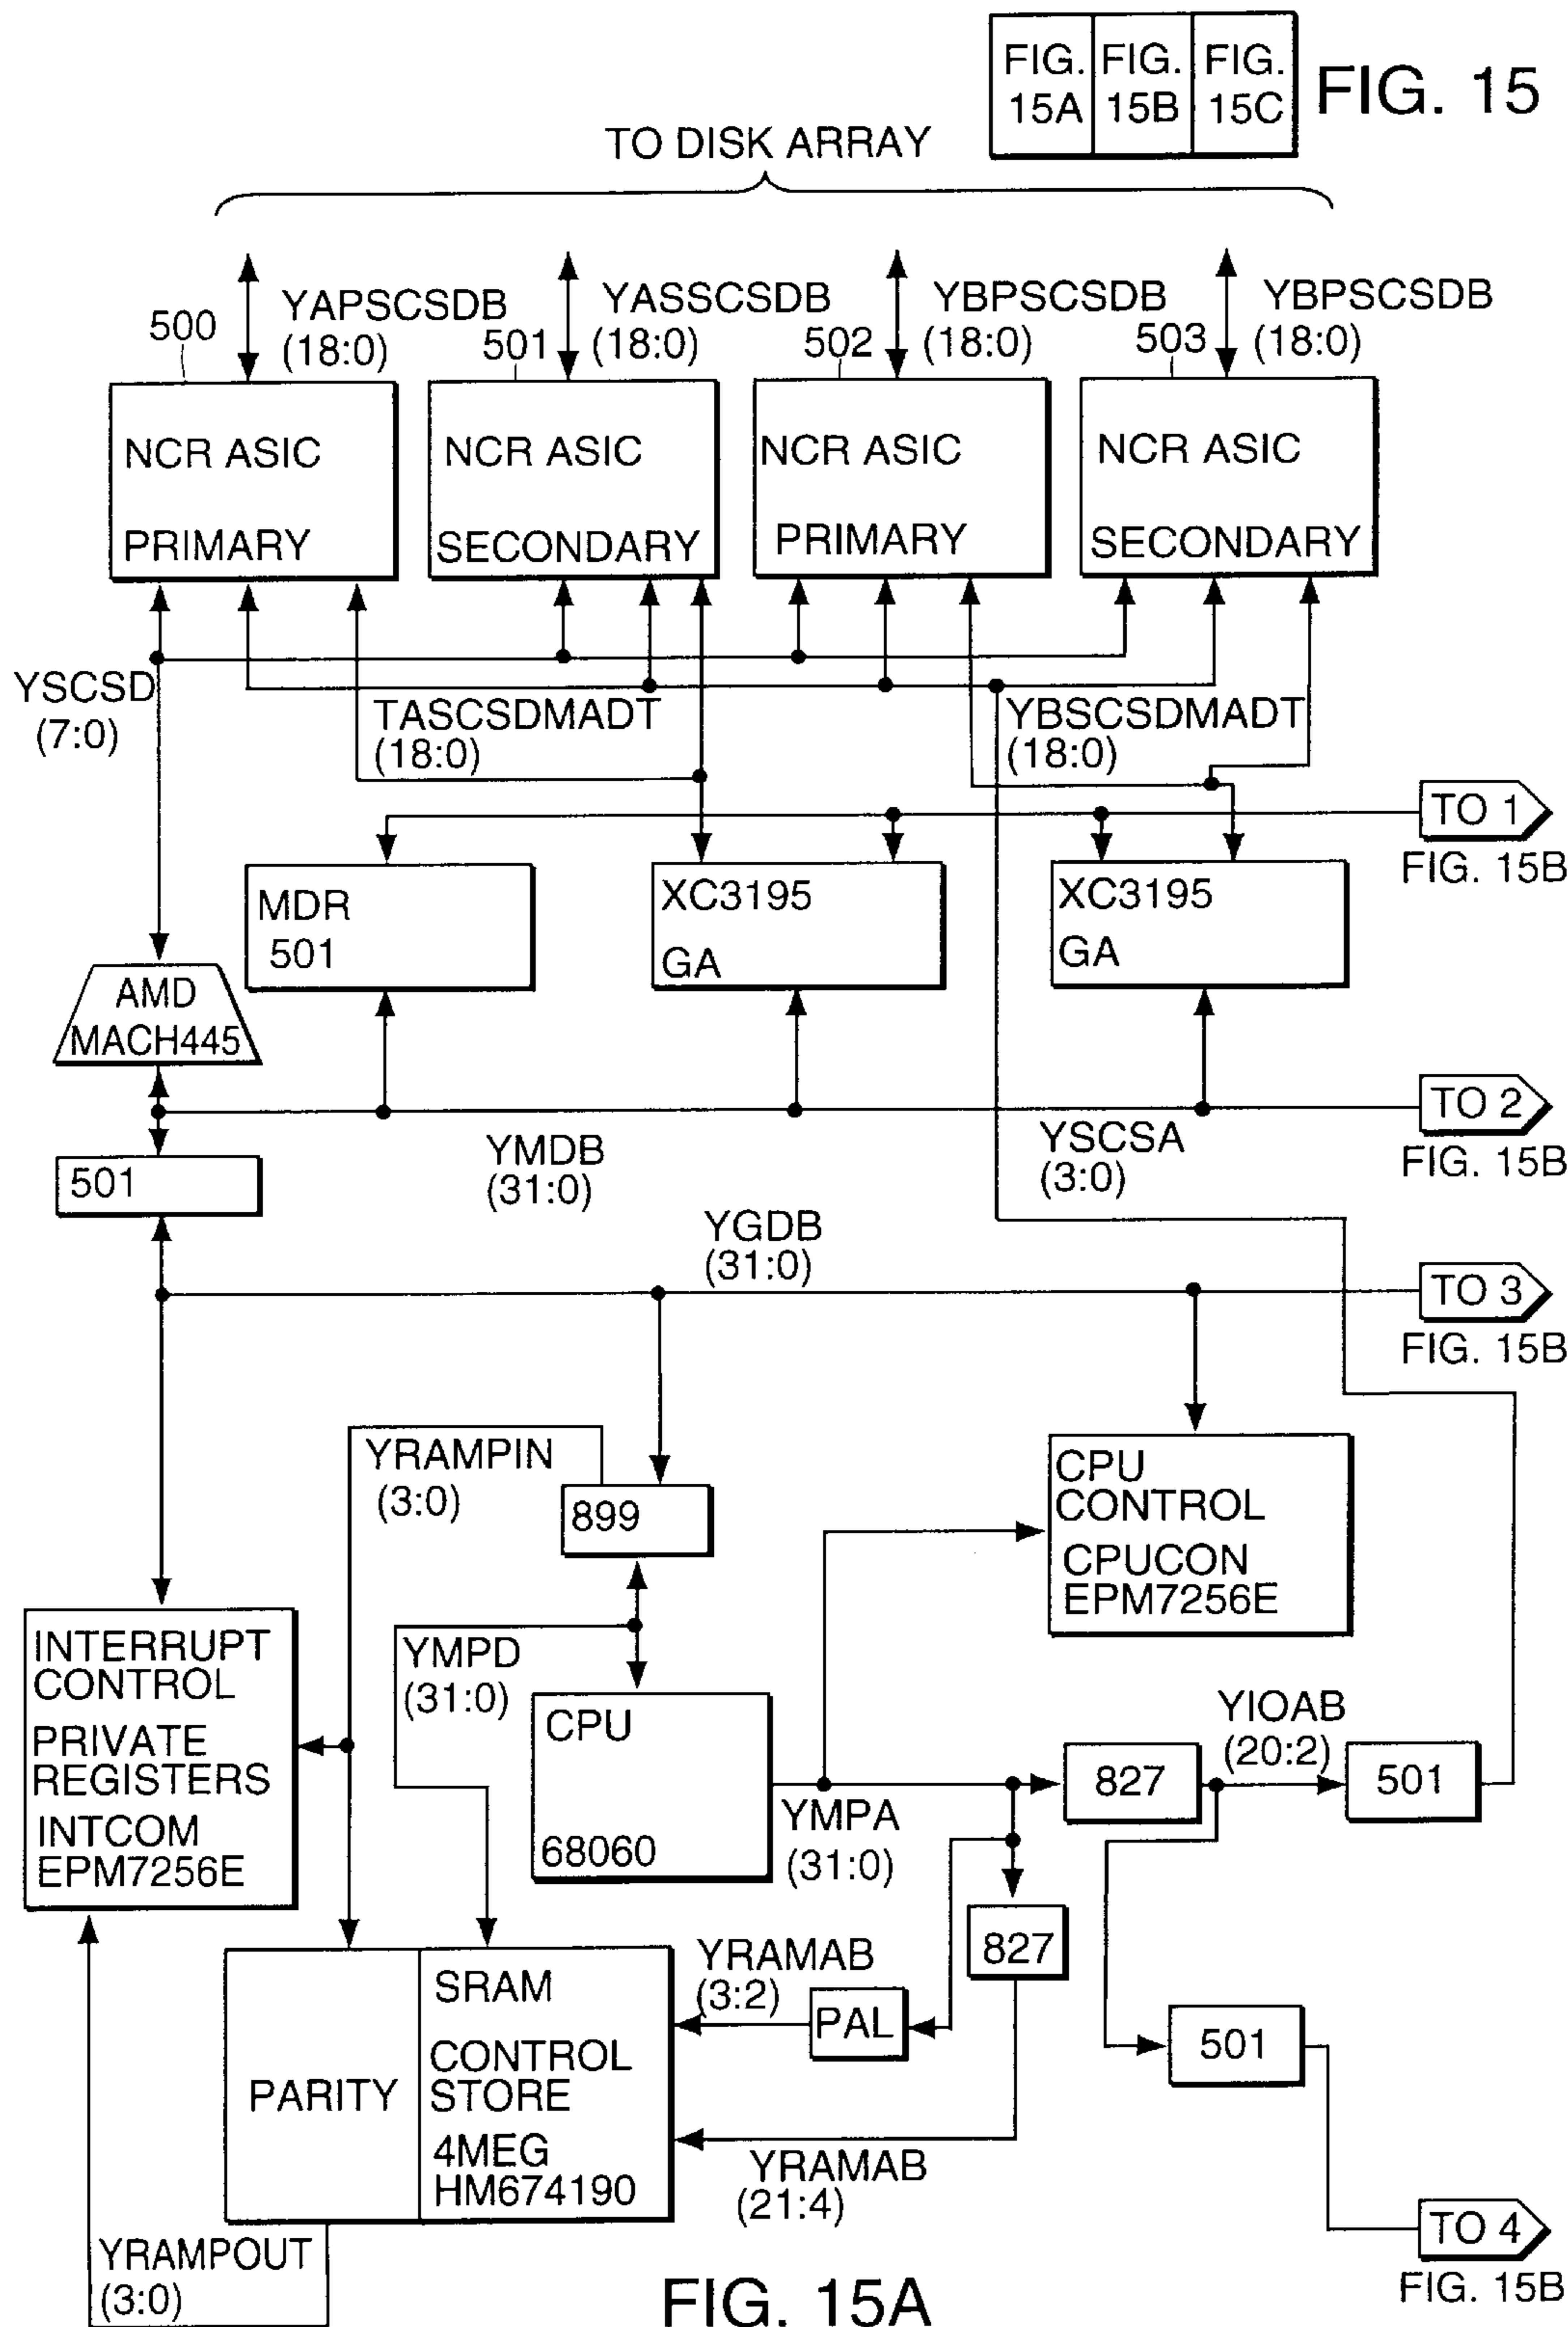 FIG. 15A
FIG. 15B
FIG. 15C
FIG. 15
TO DISK ARRAY
YAPSCSDB
(18:0)
YASSCSDB
(18:0)
YBPSCSDB
(18:0)
YBPSCSDB
(18:0)
500
501
502
503
NCR ASIC
PRIMARY
NCR ASIC
SECONDARY
NCR ASIC
PRIMARY
NCR ASIC
SECONDARY
YSCSD
(7:0)
TASCSDMADT
(18:0)
YBSCSDMADT
(18:0)
TO 1
FIG. 15B
MDR
501
XC3195
GA
XC3195
GA
AMD
MACH445
TO 2
FIG. 15B
YMDB
(31:0)
YSCSA
(3:0)
501
YGDB
(31:0)
TO 3
FIG. 15B
YRAMPIN
(3:0)
899
CPU
CONTROL
CPUCON
EPM7256E
INTERRUPT
CONTROL
PRIVATE
REGISTERS
INTCOM
EPM7256E
YMPD
(31:0)
CPU
68060
YMPA
(31:0)
827
YIOAB
(20:2)
501
827
YRAMAB
(3:2)
PAL
501
PARITY
SRAM
CONTROL
STORE
4MEG
HM674190
YRAMAB
(21:4)
YRAMPOUT
(3:0)
TO 4
FIG. 15B
FIG. 15A